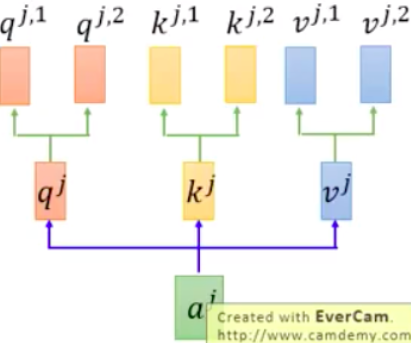 q^{j,1} q^{j,2} k^{j,1} k^{j,2} v^{j,1} v^{j,2}
q^j k^j v^j
a^j
Created with EverCam.
http://www.camdemy.com